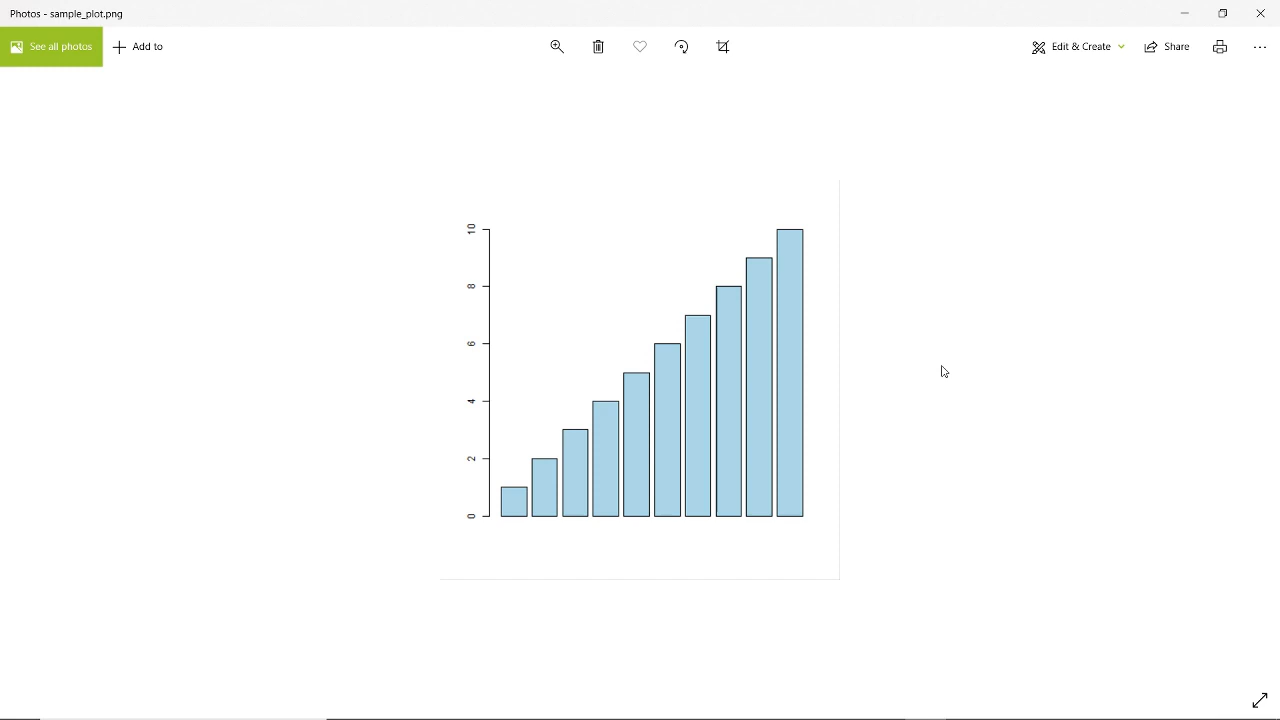 Photos - sample_plot.png
See all photos
Add to
Edit & Create
Share
10
8
6
4
2
0